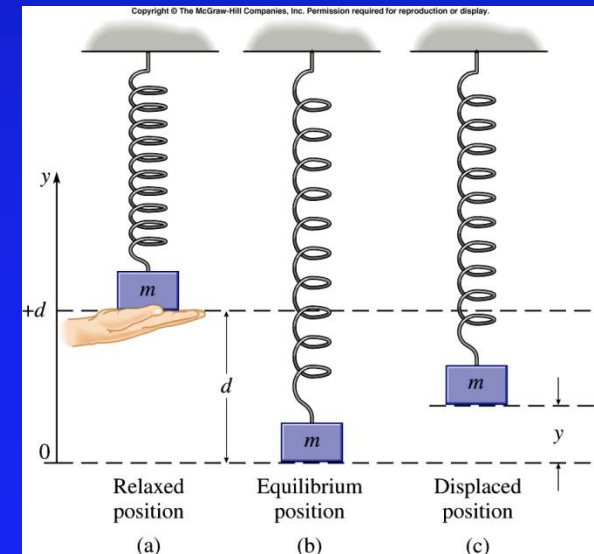 Copyright © The McGraw-Hill Companies, Inc. Permission required for reproduction or display.
y
m
+d
d
m
m
y
0
Relaxed position
(a)
Equilibrium position
(b)
Displaced position
(c)